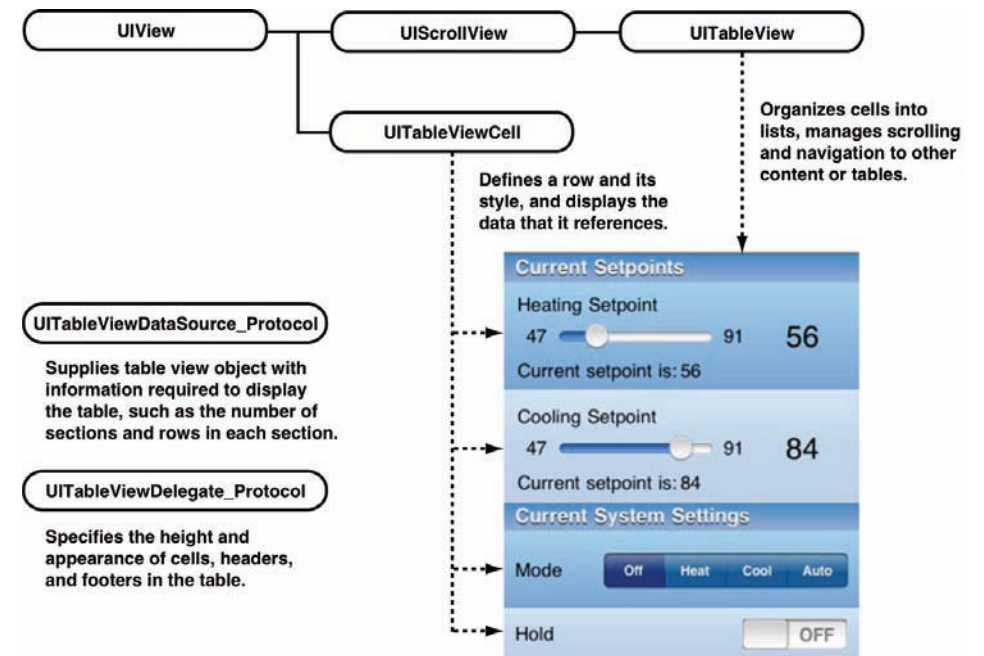 UIView
UIScrollView
UITableView
UITableViewCell
Organizes cells into
lists, manages scrolling
and navigation to other
content or tables.
Defines a row and its
style, and displays the
data that it references.
UITableViewDataSource_Protocol
Supplies table view object with
information required to display
the table, such as the number of
sections and rows in each section.
UITableViewDelegate_Protocol
Specifies the height and
appearance of cells, headers,
and footers in the table.
Current Setpoints
Heating Setpoint
47 91 56
Current setpoint is: 56
Cooling Setpoint
47 91 84
Current setpoint is: 84
Current System Settings
Mode Off Heat Cool Auto
Hold OFF